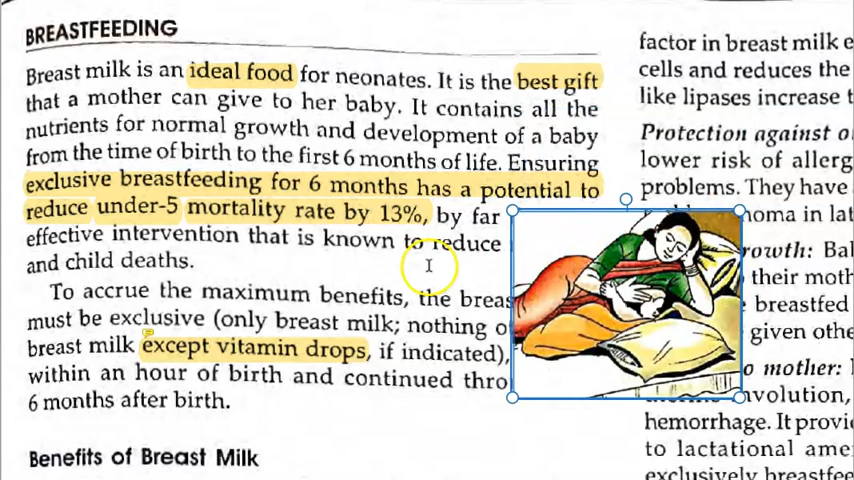 BREASTFEEDING
Breast milk is an ideal food for neonates. It is the best gift
that a mother can give to her baby. It contains all the
nutrients for normal growth and development of a baby
from the time of birth to the first 6 months of life. Ensuring
exclusive breastfeeding for 6 months has a potential to
reduce under-5 mortality rate by 13%, by far
effective intervention that is known to reduce
and child deaths.
To accrue the maximum benefits, the breas
must be exclusive (only breast milk; nothing o
breast milk except vitamin drops, if indicated),
within an hour of birth and continued thro
6 months after birth.
Benefits of Breast Milk
factor in breast milk e
cells and reduces the
like lipases increase t
Protection against o
lower risk of allerg
problems. They have
oma in lat
rowth: Bal
their moth
e breastfed
given othe
o mother:
nvolution,
hemorrhage. It provid
to lactational ame
exclusively breastfee